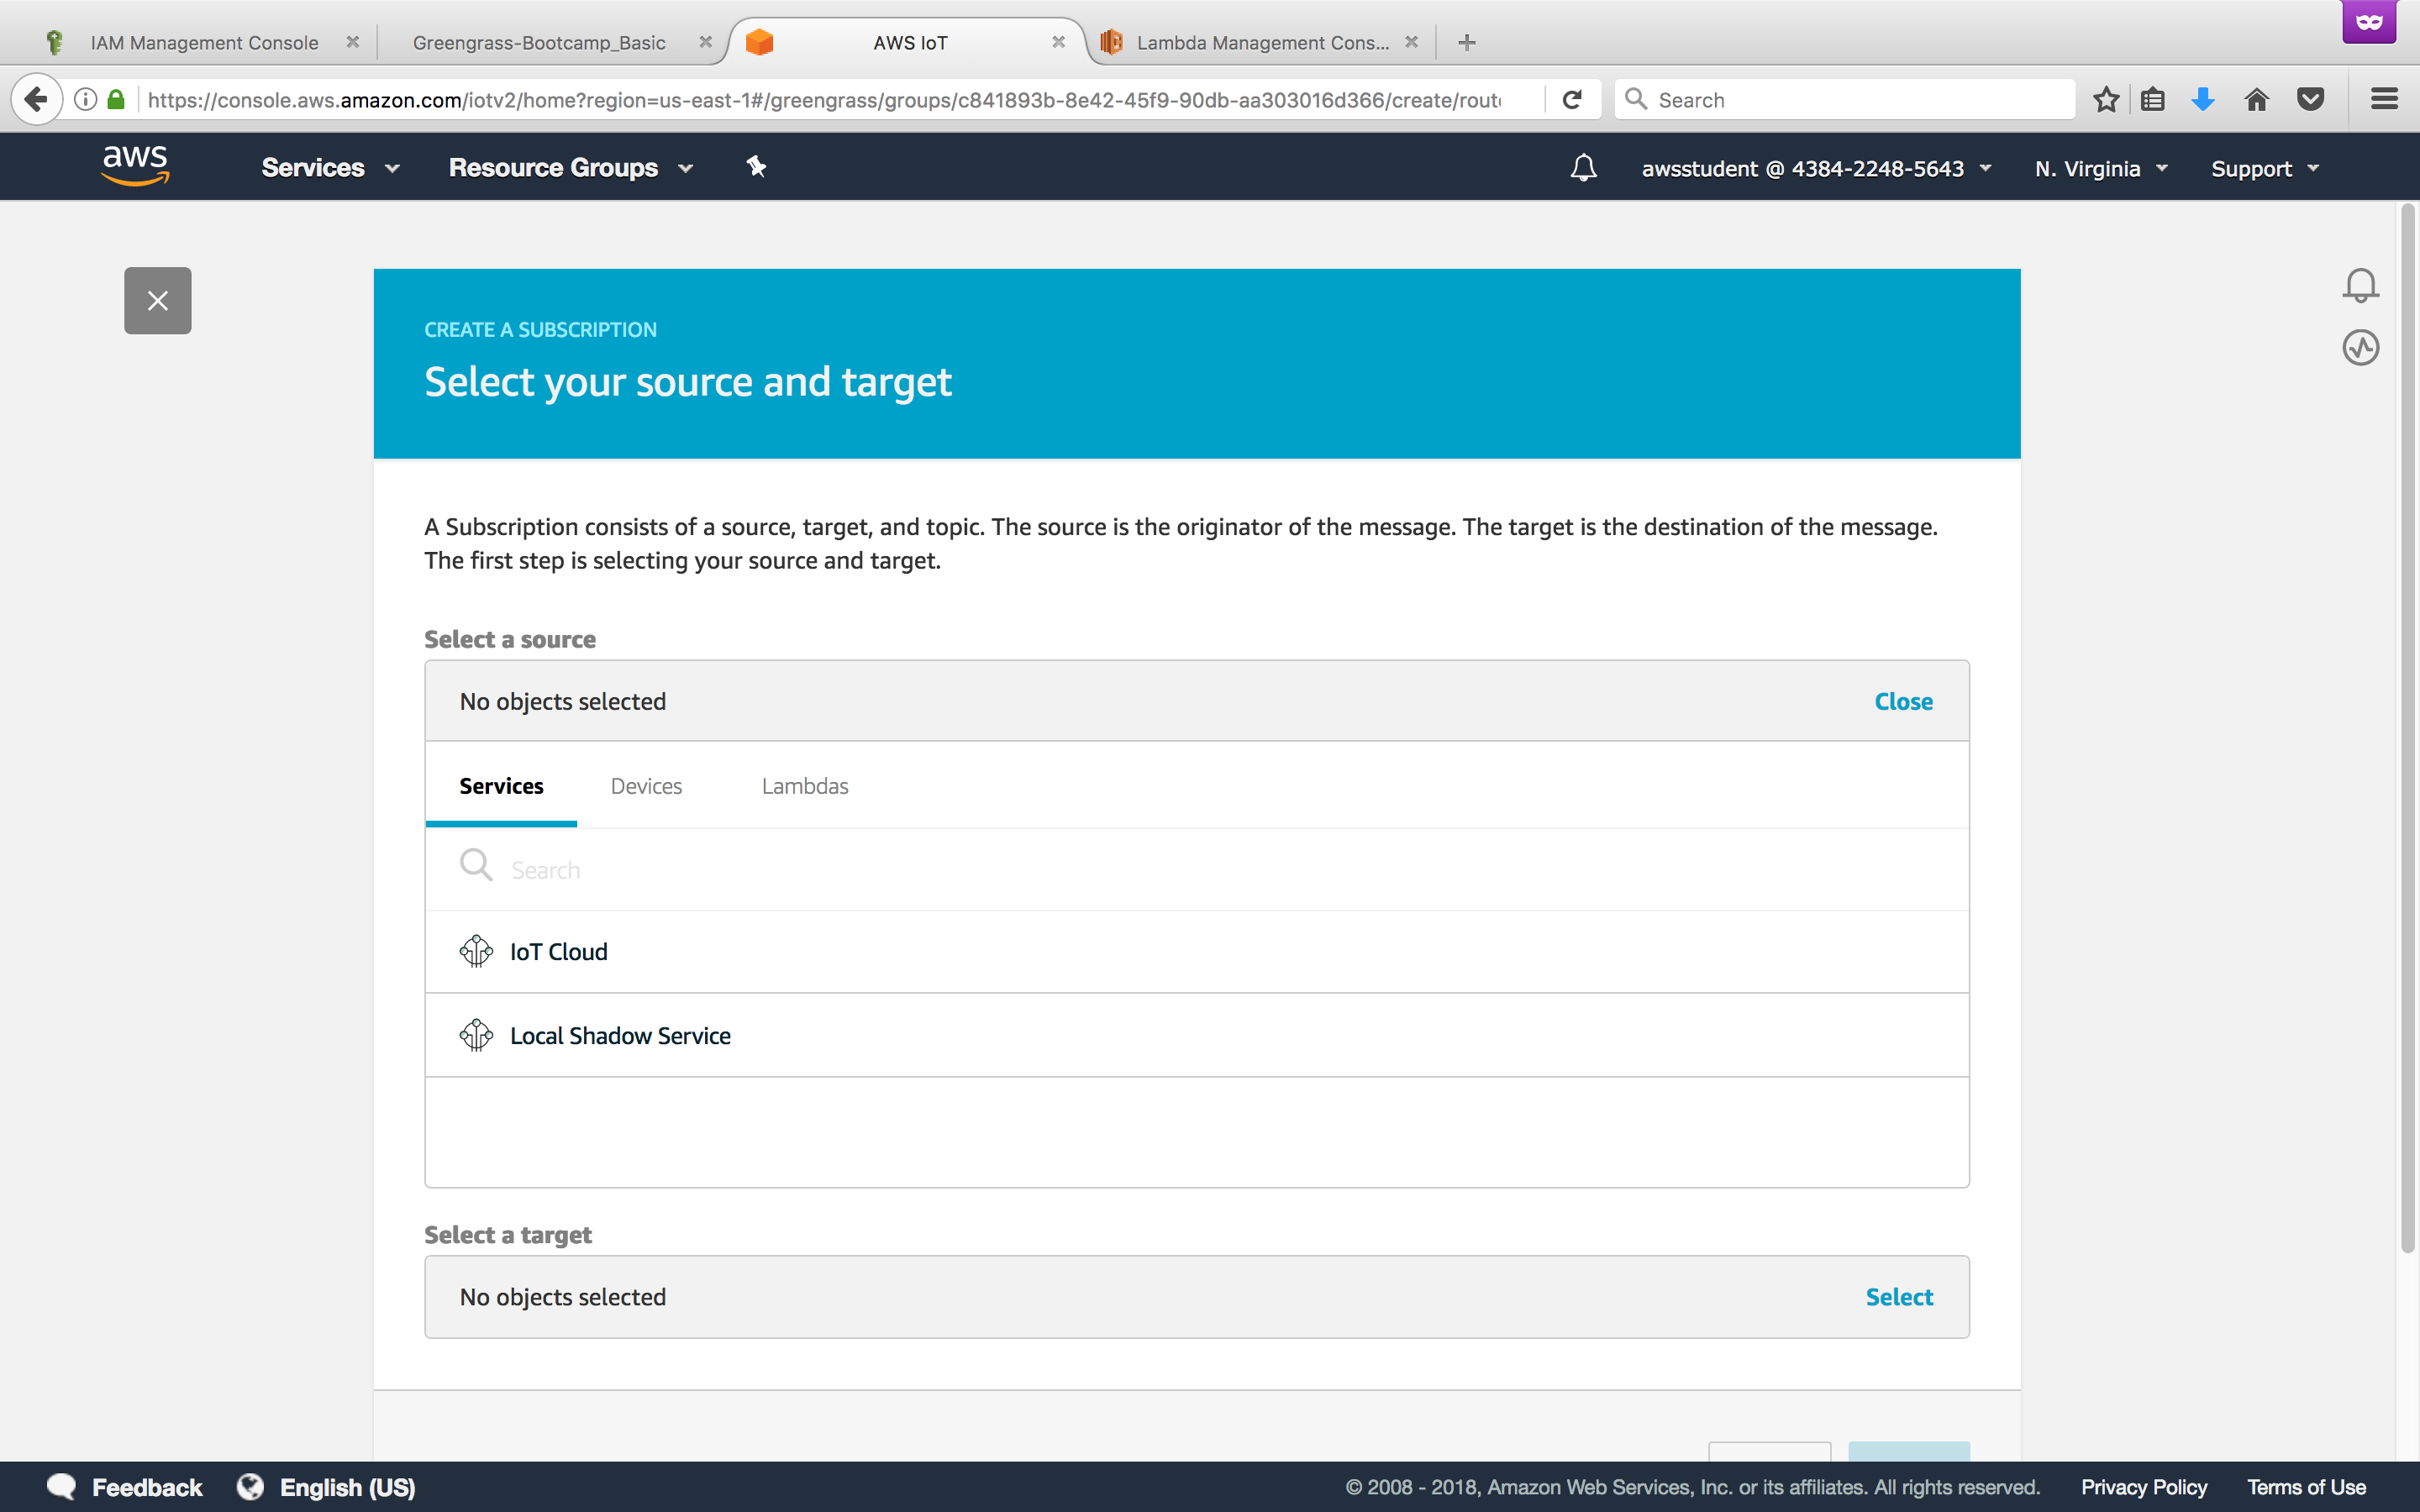 IAM Management Console
Greengrass-Bootcamp_Basic
AWS IoT
Lambda Management Cons...
https://console.aws.amazon.com/iotv2/home?region=us-east-1#/greengrass/groups/c841893b-8e42-45f9-90db-aa303016d366/create/route
Search
aws
Services
Resource Groups
awsstudent @ 4384-2248-5643
N. Virginia
Support
CREATE A SUBSCRIPTION
Select your source and target
A Subscription consists of a source, target, and topic. The source is the originator of the message. The target is the destination of the message.
The first step is selecting your source and target.
Select a source
No objects selected
Close
Services
Devices
Lambdas
Search
IoT Cloud
Local Shadow Service
Select a target
No objects selected
Select
Feedback
English (US)
© 2008 - 2018, Amazon Web Services, Inc. or its affiliates. All rights reserved.
Privacy Policy
Terms of Use